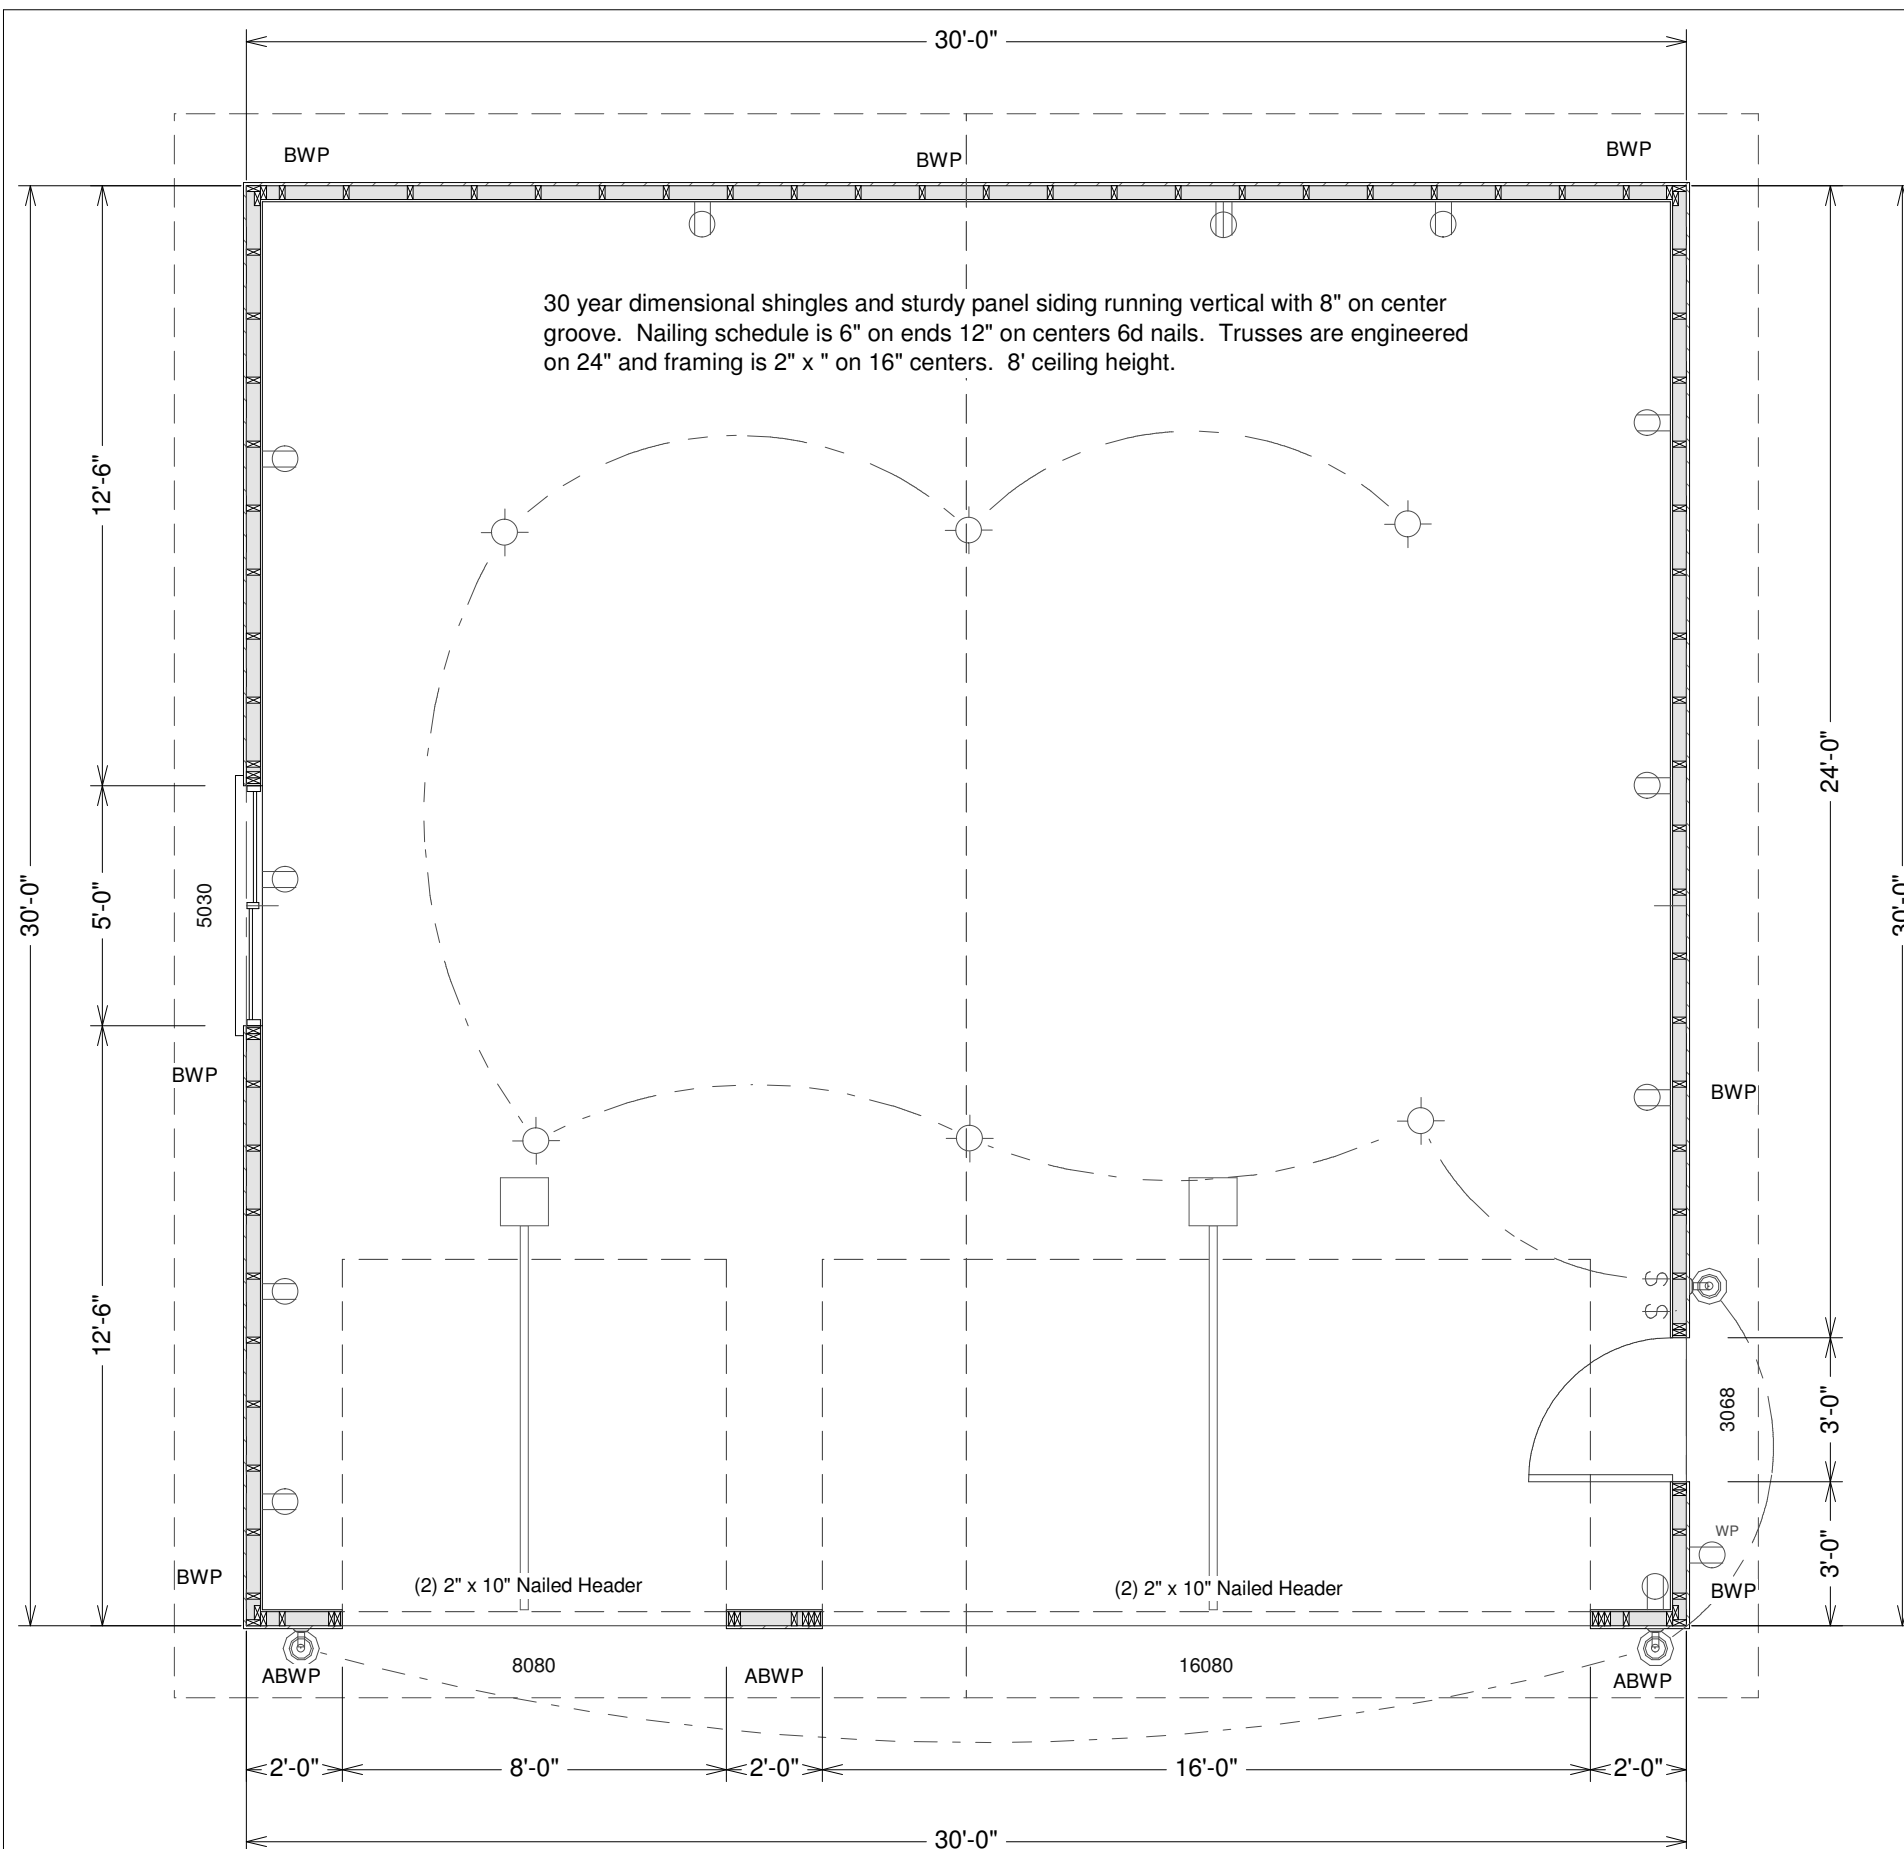 30'-0"
BWP
BWP
BWP
30 year dimensional shingles and sturdy panel siding running vertical with 8" on center
groove.  Nailing schedule is 6" on ends 12" on centers 6d nails.  Trusses are engineered
on 24" and framing is 2" x " on 16" centers.  8' ceiling height.
12'-6"
24'-0"
30'-0"
5'-0"
5030
30'-0"
BWP
BWP
S
S
12'-6"
3068
3'-0"
WP
3'-0"
BWP
BWP
(2) 2" x 10" Nailed Header
(2) 2" x 10" Nailed Header
ABWP
8080
ABWP
16080
ABWP
2'-0"
8'-0"
2'-0"
16'-0"
2'-0"
30'-0"